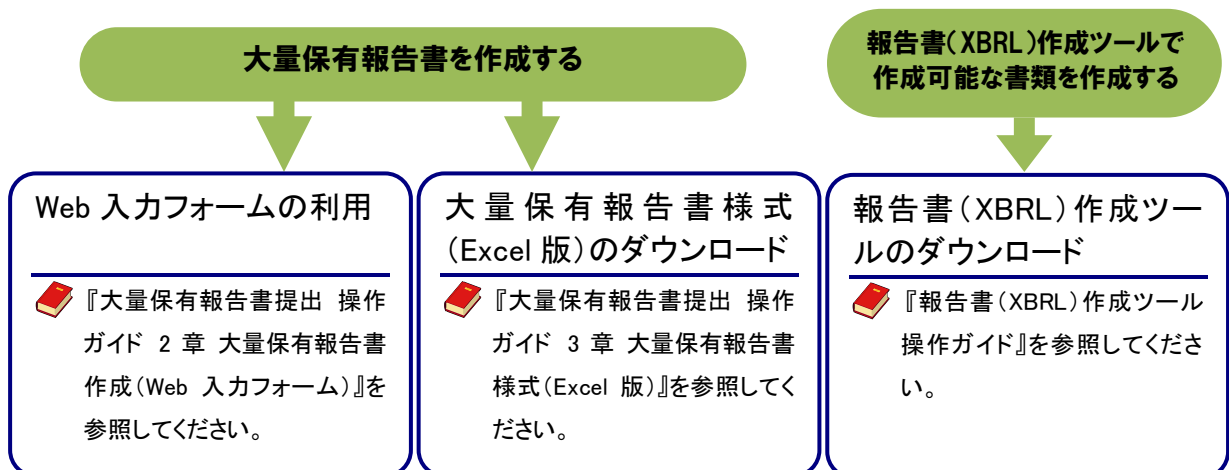 大量保有報告書を作成する
報告書(XBRL)作成ツールで
作成可能な書類を作成する
Web 入力フォームの利用
『大量保有報告書提出 操作
ガイド 2 章 大量保有報告書
作成(Web 入力フォーム)』を
参照してください。
大量保有報告書様式
(Excel 版)のダウンロード
『大量保有報告書提出 操作
ガイド 3 章 大量保有報告書
様式(Excel 版)』を参照してく
ださい。
報告書(XBRL)作成ツー
ルのダウンロード
『報告書(XBRL)作成ツール
操作ガイド』を参照してくださ
い。